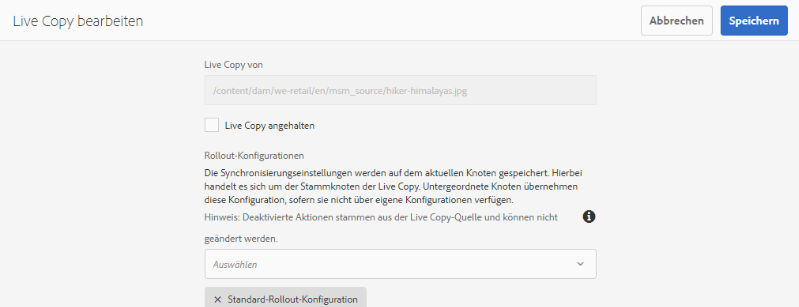 Live Copy bearbeiten
Abbrechen
Speichern
Live Copy von
/content/dam/we-retail/en/msm_source/hiker-himalayas.jpg
Live Copy angehalten
Rollout-Konfigurationen
Die Synchronisierungseinstellungen werden auf dem aktuellen Knoten gespeichert. Hierbei
handelt es sich um der Stammknoten der Live Copy. Untergeordnete Knoten übernehmen
diese Konfiguration, sofern sie nicht über eigene Konfigurationen verfügen.
Hinweis: Deaktivierte Aktionen stammen aus der Live Copy-Quelle und können nicht
geändert werden.
Auswählen
Standard-Rollout-Konfiguration